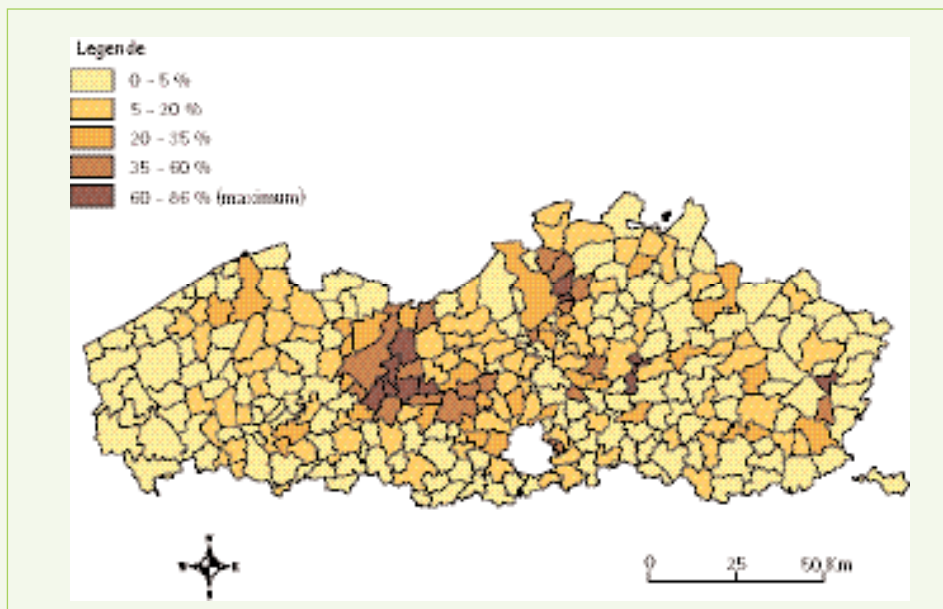 Legende
0 - 5 %
5 - 20 %
20 - 35 %
35 - 60 %
60 - 86 % (maximum)
N
W E
S
0 25 50 Km